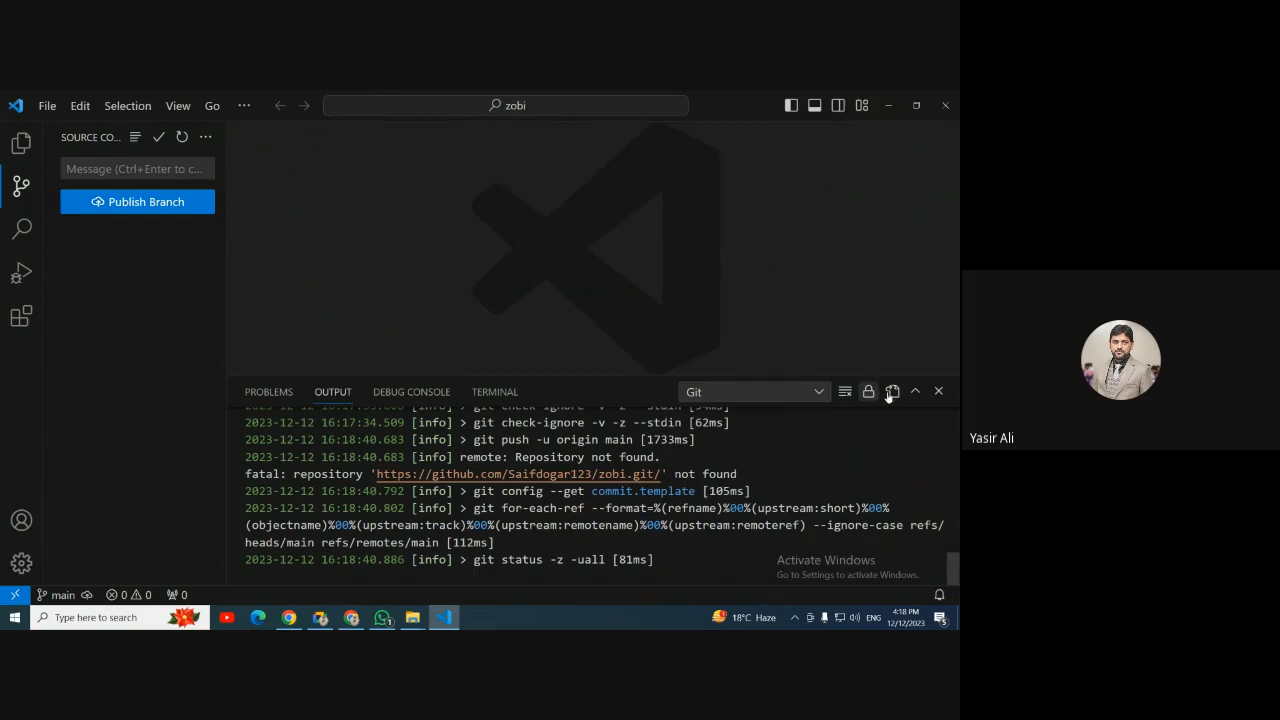 File Edit Selection View Go ··· zobi
SOURCE CO...
Message (Ctrl+Enter to c...
Publish Branch
PROBLEMS OUTPUT DEBUG CONSOLE TERMINAL Git
2023-12-12 16:17:34.509 [info] > git check-ignore -v -z --stdin [62ms]
2023-12-12 16:18:40.683 [info] > git push -u origin main [1733ms]
2023-12-12 16:18:40.683 [info] remote: Repository not found.
fatal: repository 'https://github.com/Saifdogar123/zobi.git/' not found
2023-12-12 16:18:40.792 [info] > git config --get commit.template [105ms]
2023-12-12 16:18:40.802 [info] > git for-each-ref --format=%(refname)%00%(upstream:short)%00%
(objectname)%00%(upstream:track)%00%(upstream:remotename)%00%(upstream:remoteref) --ignore-case refs/
heads/main refs/remotes/main [112ms]
2023-12-12 16:18:40.886 [info] > git status -z -uall [81ms]
Activate Windows
Go to Settings to activate Windows.
main 0 0 0
Type here to search 1 18°C Haze ENG 4:18 PM
12/12/2023 5
Yasir Ali